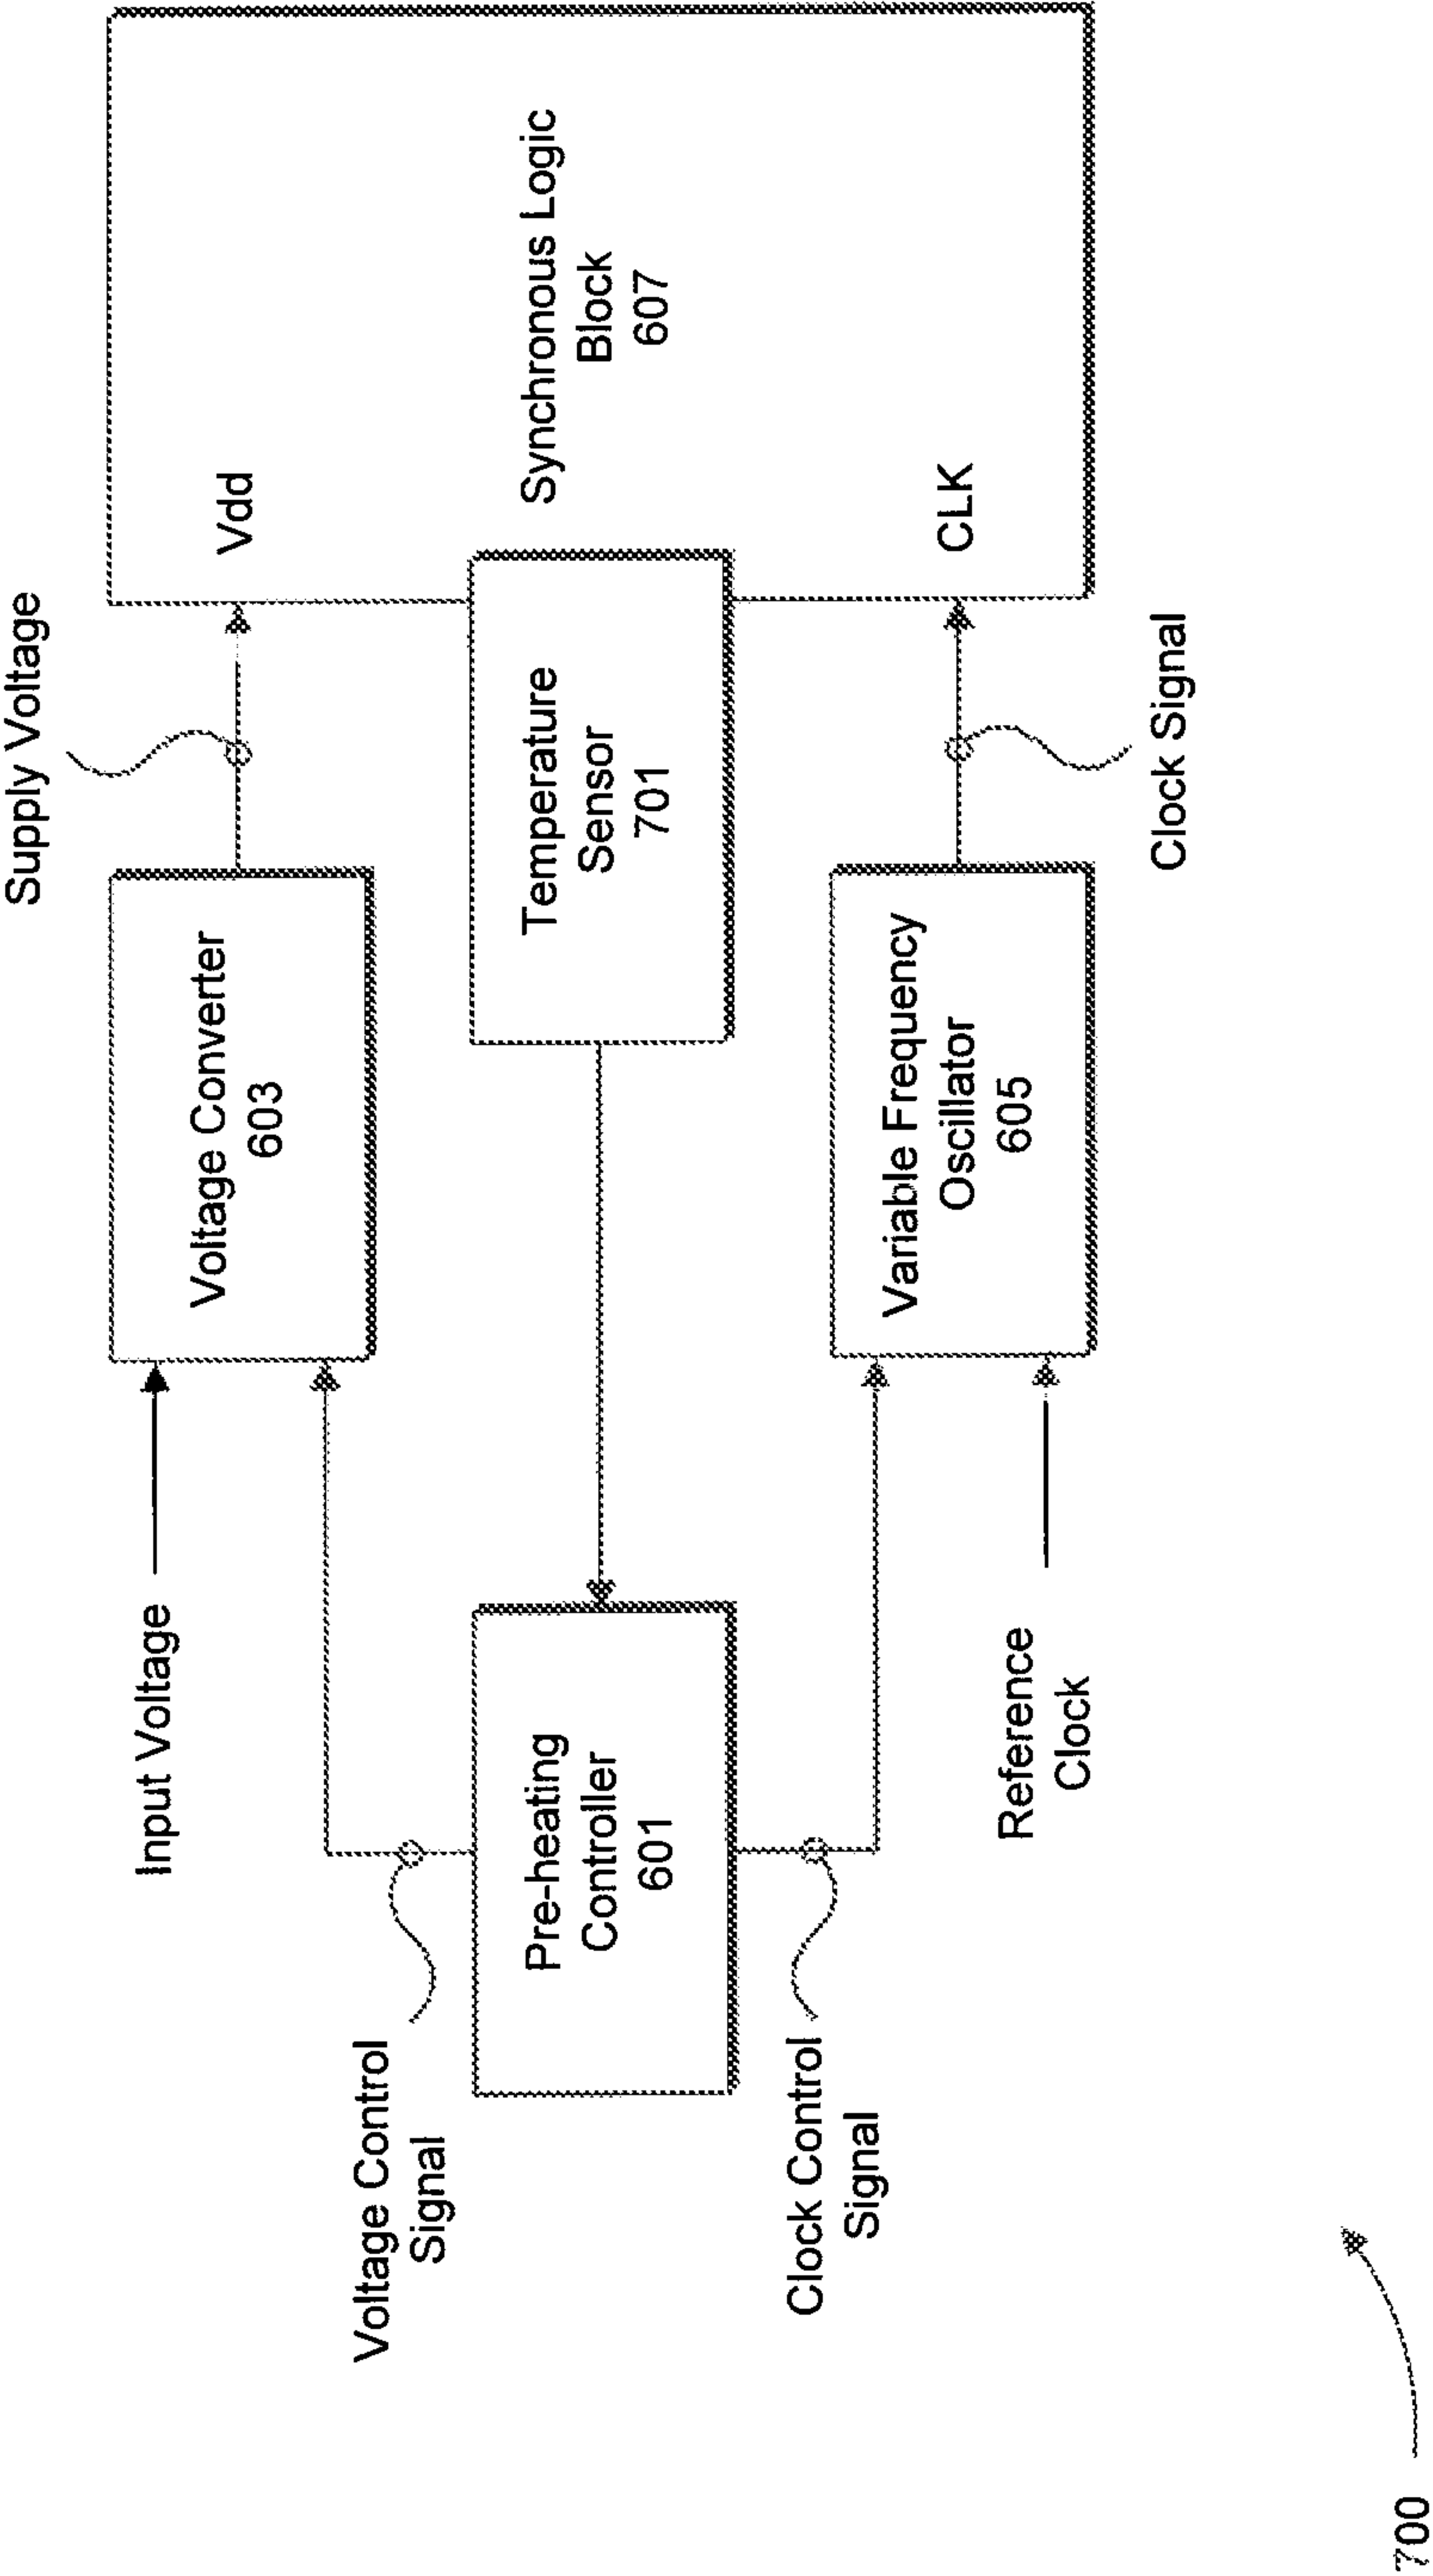 Supply Voltage
Input Voltage
Voltage Converter
603
Vdd
Voltage Control
Signal
Pre-heating
Controller
601
Temperature
Sensor
701
Synchronous Logic
Block
607
Clock Control
Signal
Variable Frequency
Oscillator
605
CLK
Reference
Clock
Clock Signal
700